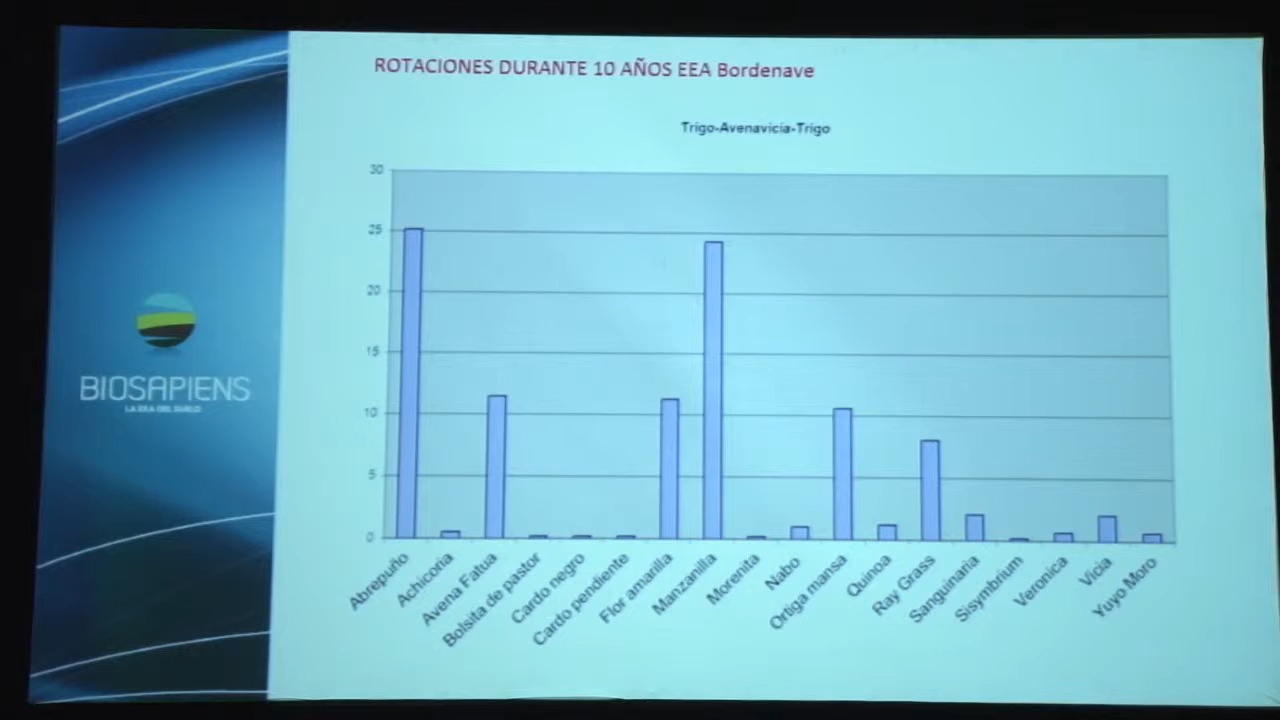 ROTACIONES DURANTE 10 AÑOS EEA Bordenave
Trigo-Avenavicia-Trigo
30
25
20
15
10
5
0
Abrepuño
Achicoria
Avena Fatua
Bolsita de pastor
Cardo negro
Cardo pendiente
Flor amarilla
Manzanilla
Morenita
Nabo
Ortiga mansa
Quinoa
Ray Grass
Sanguinaria
Sisymbrium
Veronica
Vicia
Yuyo Moro
BIOSAPIENS